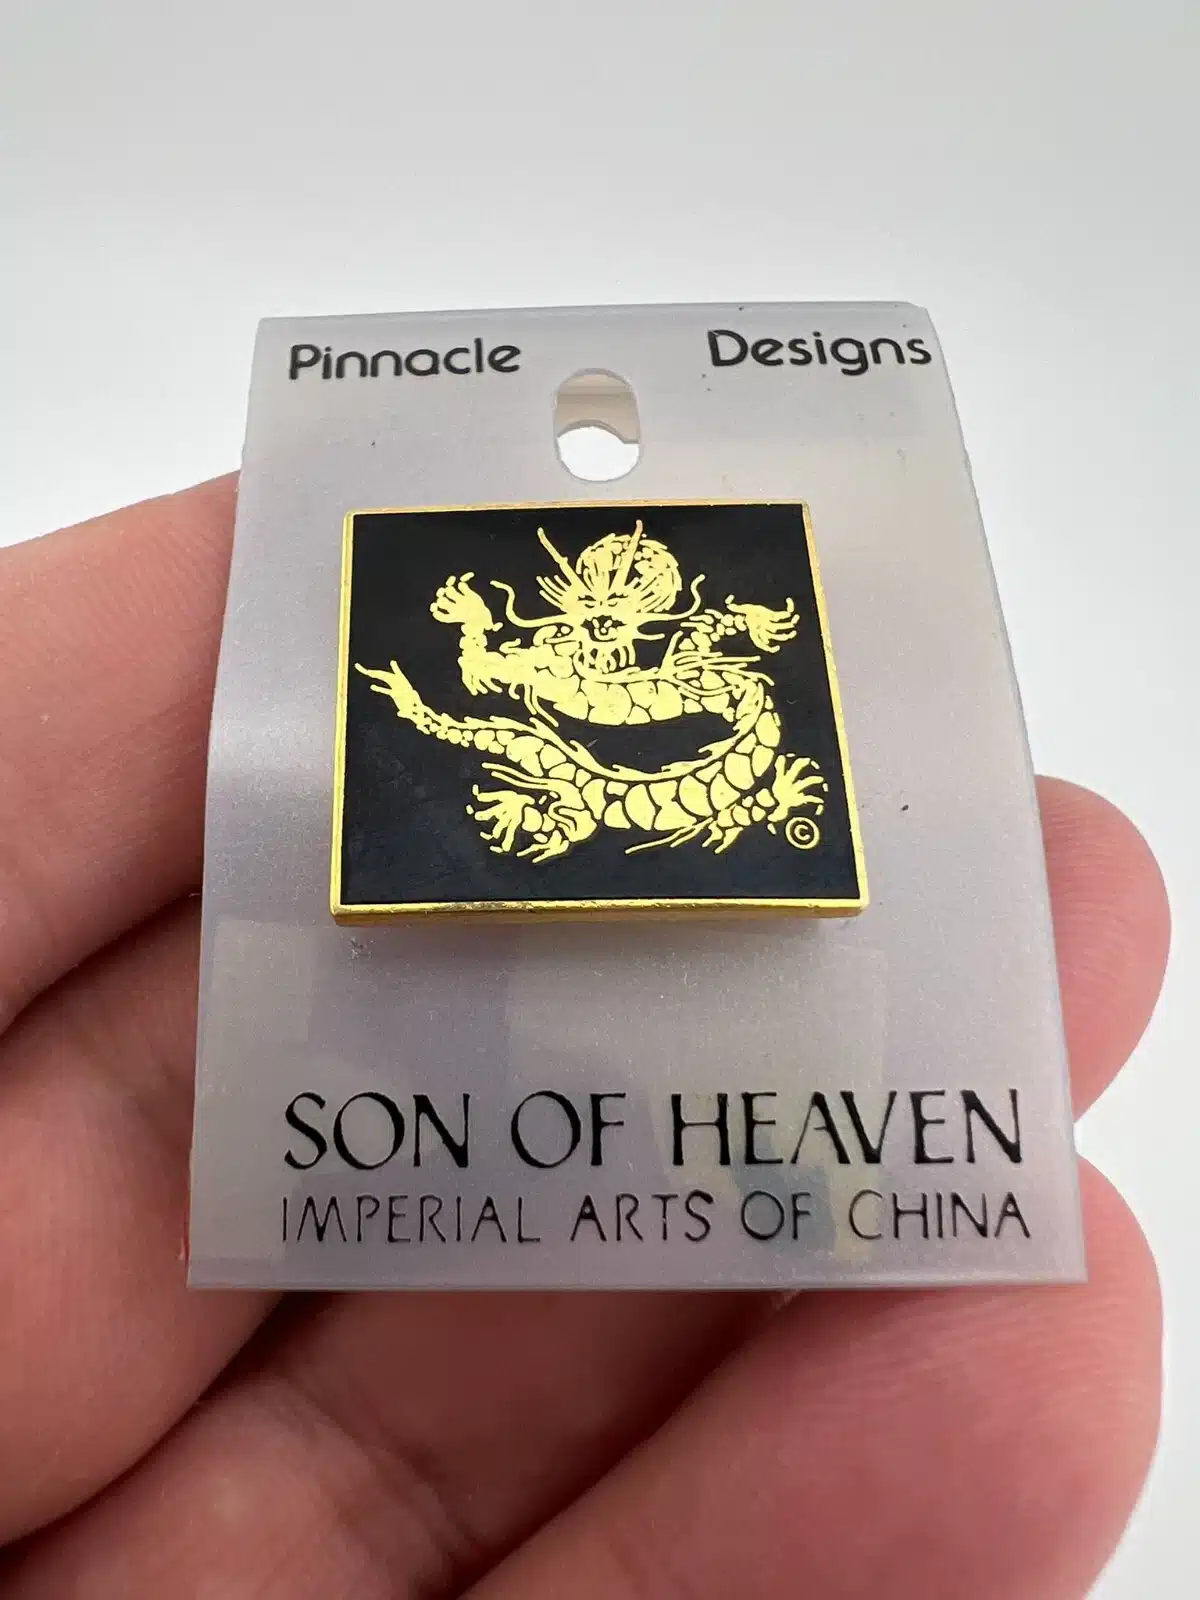 Pinnacle Designs
©
SON OF HEAVEN
IMPERIAL ARTS OF CHINA